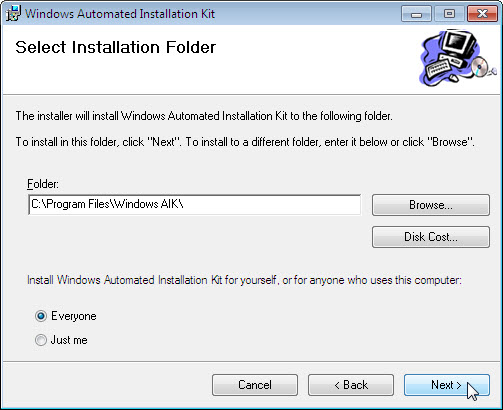 Windows Automated Installation Kit
Select Installation Folder
The installer will install Windows Automated Installation Kit to the following folder.
To install in this folder, click "Next". To install to a different folder, enter it below or click "Browse".
Folder:
C:\Program Files\Windows AIK\
Browse...
Disk Cost...
Install Windows Automated Installation Kit for yourself, or for anyone who uses this computer:
Everyone
Just me
Cancel
< Back
Next >